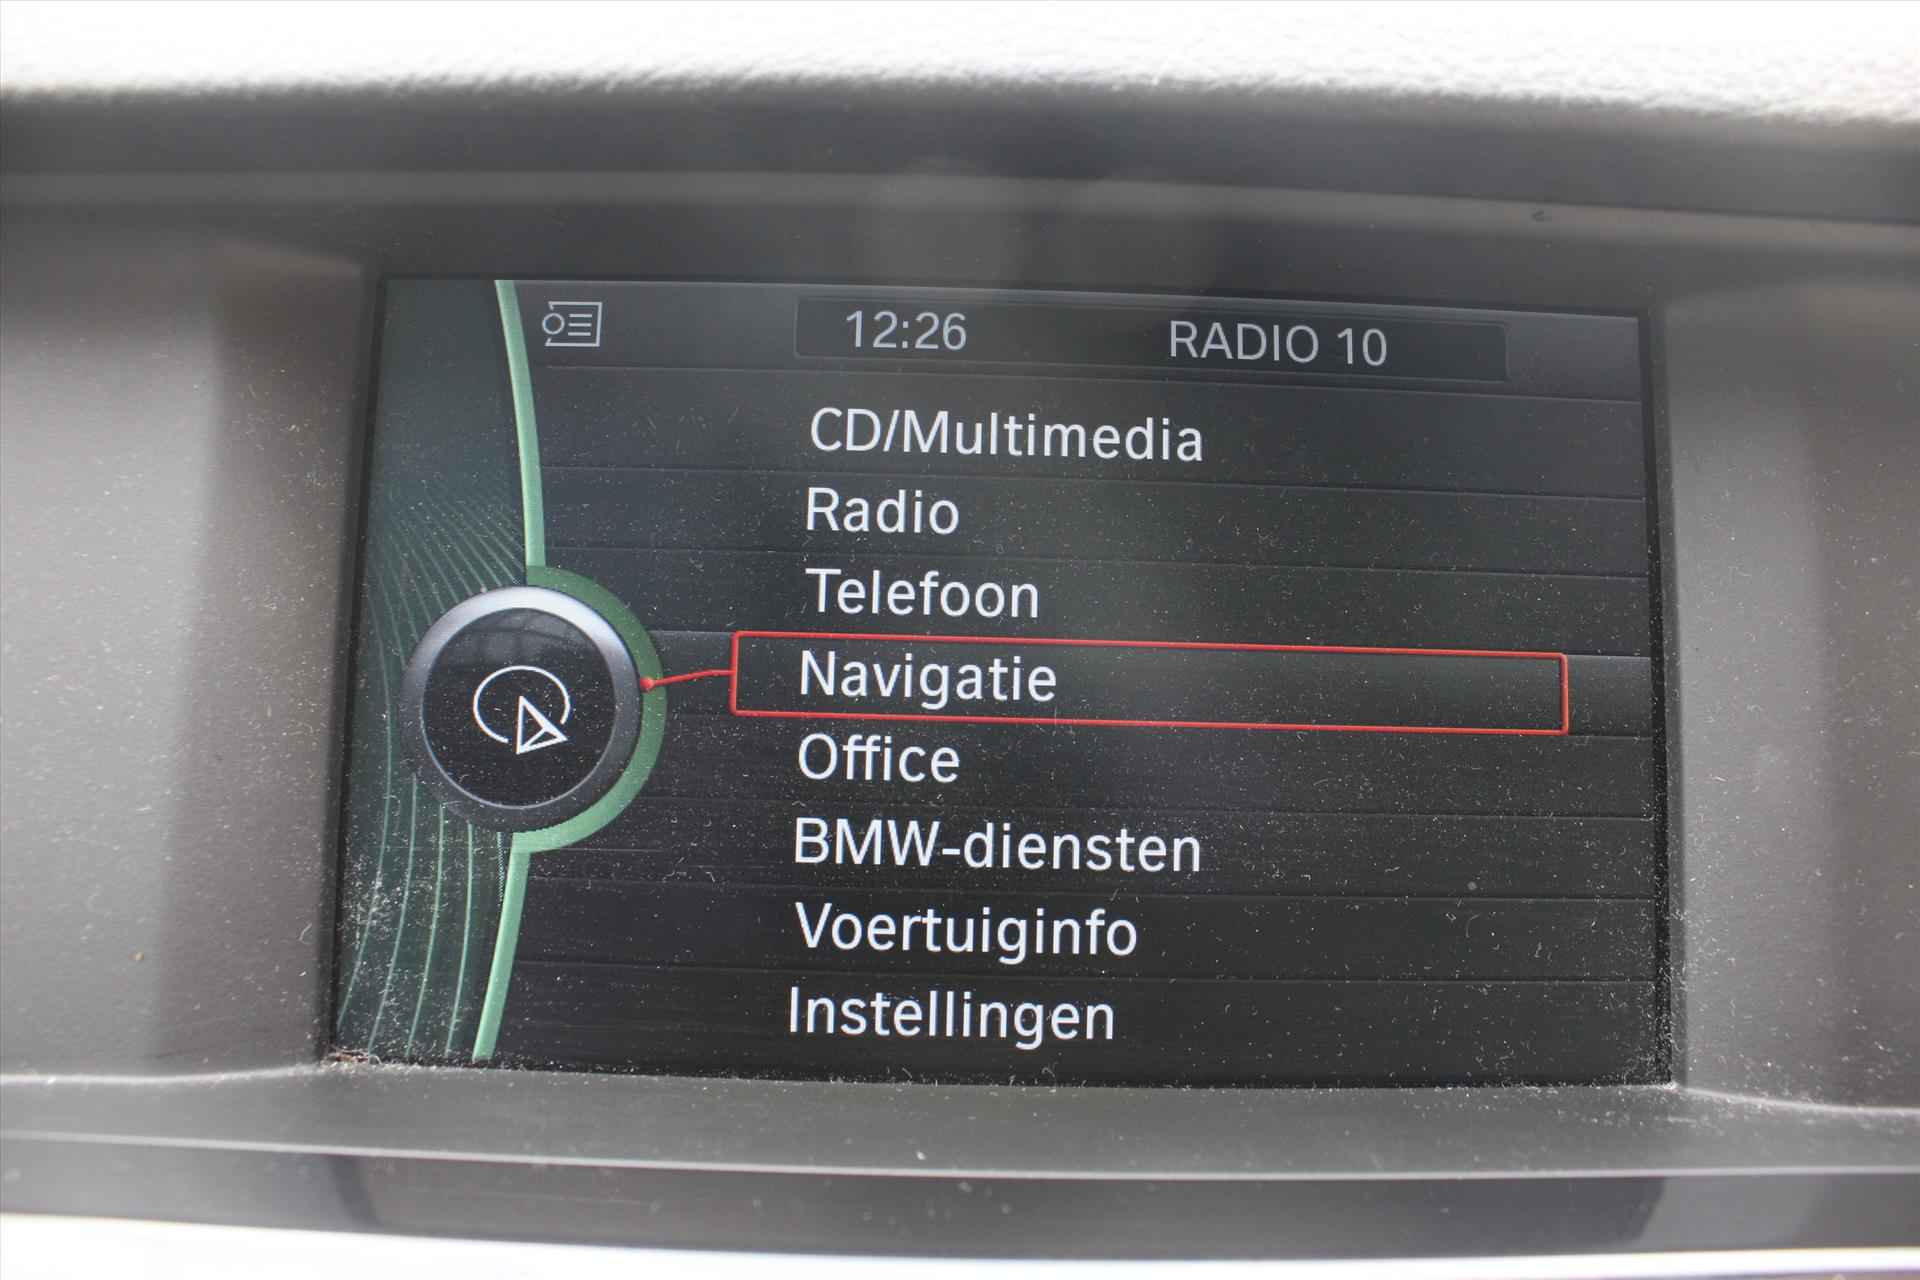 12:26 RADIO 10
CD/Multimedia
Radio
Telefoon
Navigatie
Office
BMW-diensten
Voertuiginfo
Instellingen